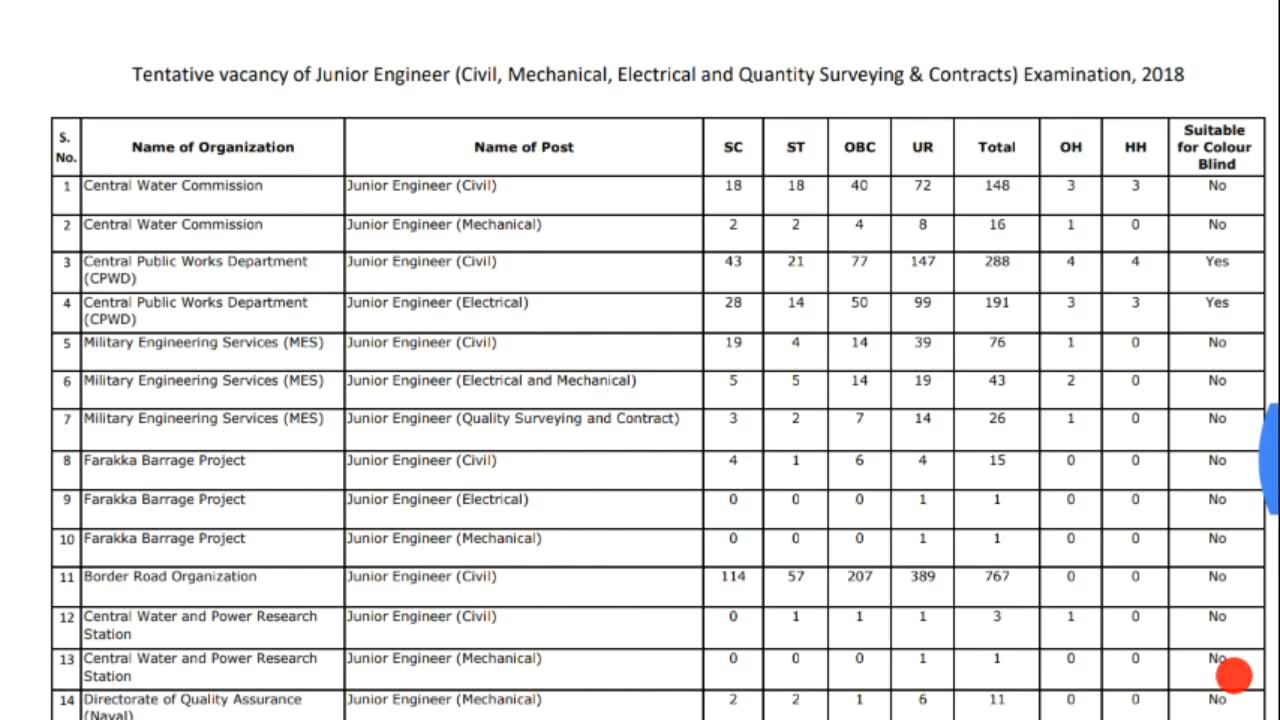 Tentative vacancy of Junior Engineer (Civil, Mechanical, Electrical and Quantity Surveying & Contracts) Examination, 2018
S. No. Name of Organization Name of Post SC ST OBC UR Total OH HH Suitable for Colour Blind
1 Central Water Commission Junior Engineer (Civil) 18 18 40 72 148 3 3 No
2 Central Water Commission Junior Engineer (Mechanical) 2 2 4 8 16 1 0 No
3 Central Public Works Department (CPWD) Junior Engineer (Civil) 43 21 77 147 288 4 4 Yes
4 Central Public Works Department (CPWD) Junior Engineer (Electrical) 28 14 50 99 191 3 3 Yes
5 Military Engineering Services (MES) Junior Engineer (Civil) 19 4 14 39 76 1 0 No
6 Military Engineering Services (MES) Junior Engineer (Electrical and Mechanical) 5 5 14 19 43 2 0 No
7 Military Engineering Services (MES) Junior Engineer (Quality Surveying and Contract) 3 2 7 14 26 1 0 No
8 Farakka Barrage Project Junior Engineer (Civil) 4 1 6 4 15 0 0 No
9 Farakka Barrage Project Junior Engineer (Electrical) 0 0 0 1 1 0 0 No
10 Farakka Barrage Project Junior Engineer (Mechanical) 0 0 0 1 1 0 0 No
11 Border Road Organization Junior Engineer (Civil) 114 57 207 389 767 0 0 No
12 Central Water and Power Research Station Junior Engineer (Civil) 0 1 1 1 3 1 0 No
13 Central Water and Power Research Station Junior Engineer (Mechanical) 0 0 0 1 1 0 0 No
14 Directorate of Quality Assurance (Naval) Junior Engineer (Mechanical) 2 2 1 6 11 0 0 No